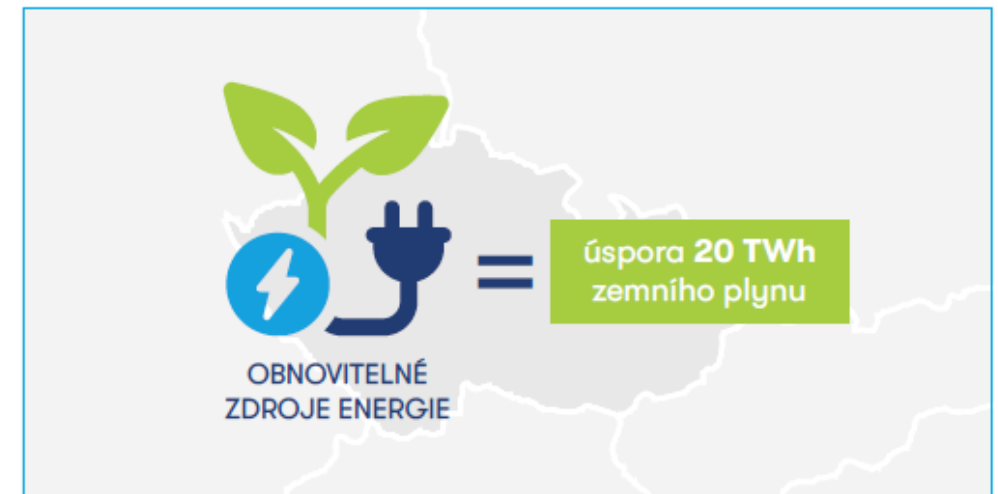 úspora 20 TWh
zemního plynu
OBNOVITELNÉ
ZDROJE ENERGIE